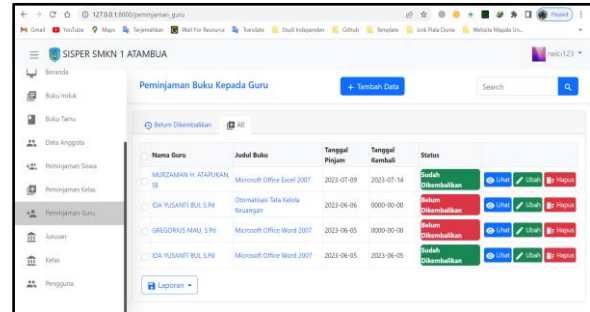 127.0.0.1:8000/peminjaman_guru
Paused
Gmail YouTube Maps Terjemahkan Wait For Resource Translate Studi Independen Github Template Link Piala Dunia Website Majada Un...
SISPER SMKN 1 ATAMBUA
nelci123
Beranda
Buku Induk
Buku Tamu
Data Anggota
Peminjaman Siswa
Peminjaman Kelas
Peminjaman Guru
Jurusan
Kelas
Pengguna
Peminjaman Buku Kepada Guru
+ Tambah Data
Search
Belum Dikembalikan All
Nama Guru Judul Buku Tanggal Pinjam Tanggal Kembali Status
MURZAMAN H. ATAPUKAN, SE Microsoft Office Excel 2007 2023-07-09 2023-07-14 Sudah Dikembalikan Lihat Ubah Hapus
IDA YUSANTI BUI, S.Pd Otomatisasi Tata Kelola Keuangan 2023-06-06 0000-00-00 Belum Dikembalikan Lihat Ubah Hapus
GREGORIUS MAU, S.Pd Microsoft Office Word 2007 2023-06-05 0000-00-00 Belum Dikembalikan Lihat Ubah Hapus
IDA YUSANTI BUI, S.Pd Microsoft Office Word 2007 2023-06-05 2023-06-05 Sudah Dikembalikan Lihat Ubah Hapus
Laporan